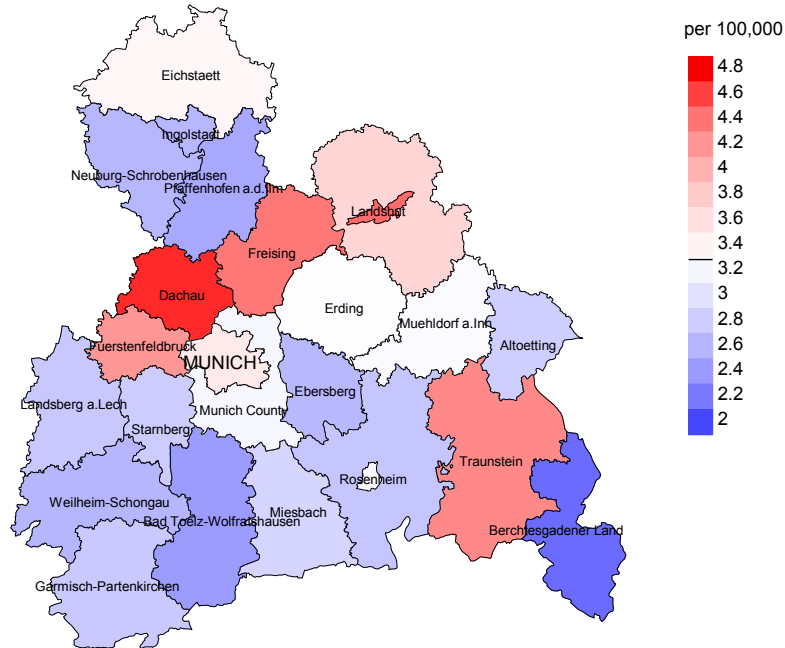 per 100,000
4.8
4.6
4.4
4.2
4
3.8
3.6
3.4
3.2
3
2.8
2.6
2.4
2.2
2
Eichstaett
Ingolstadt
Neuburg-Schrobenhausen
Pfaffenhofen a.d.Ilm
Landshut
Freising
Dachau
Erding
Muehldorf a.Inn
Altoetting
Fuerstenfeldbruck
MUNICH
Ebersberg
Landsberg a.Lech
Munich County
Starnberg
Traunstein
Rosenheim
Weilheim-Schongau
Miesbach
Bad Toelz-Wolfratshausen
Berchtesgadener Land
Garmisch-Partenkirchen